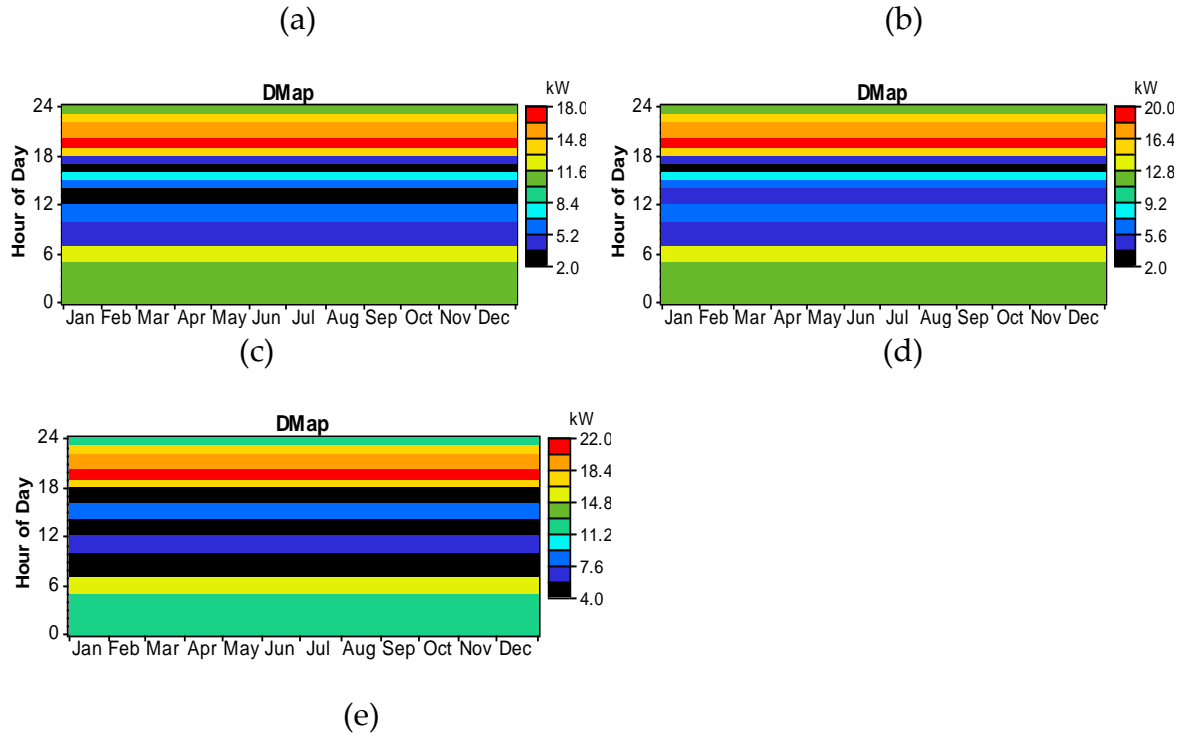 (a)
(b)
DMap
kW
24
18
12
6
0
Hour of Day
18.0
14.8
11.6
8.4
5.2
2.0
Jan Feb Mar Apr May Jun Jul Aug Sep Oct Nov Dec
DMap
kW
24
18
12
6
0
Hour of Day
20.0
16.4
12.8
9.2
5.6
2.0
Jan Feb Mar Apr May Jun Jul Aug Sep Oct Nov Dec
(c)
(d)
DMap
kW
24
18
12
6
0
Hour of Day
22.0
18.4
14.8
11.2
7.6
4.0
Jan Feb Mar Apr May Jun Jul Aug Sep Oct Nov Dec
(e)